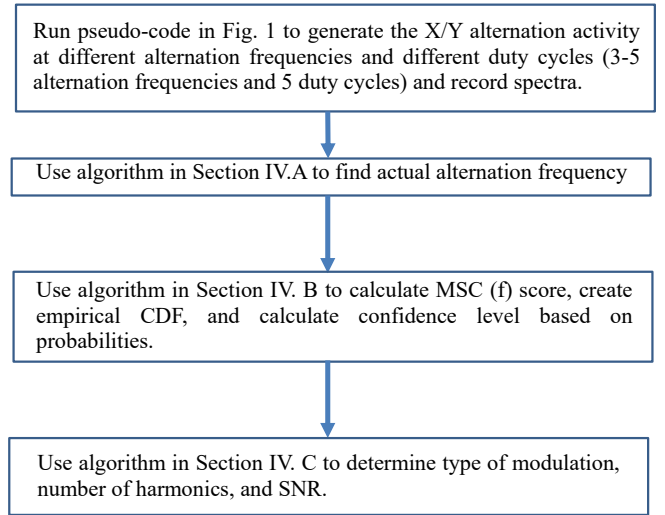 Run pseudo-code in Fig. 1 to generate the X/Y alternation activity
at different alternation frequencies and different duty cycles (3-5
alternation frequencies and 5 duty cycles) and record spectra.
Use algorithm in Section IV.A to find actual alternation frequency
Use algorithm in Section IV. B to calculate MSC (f) score, create
empirical CDF, and calculate confidence level based on
probabilities.
Use algorithm in Section IV. C to determine type of modulation,
number of harmonics, and SNR.